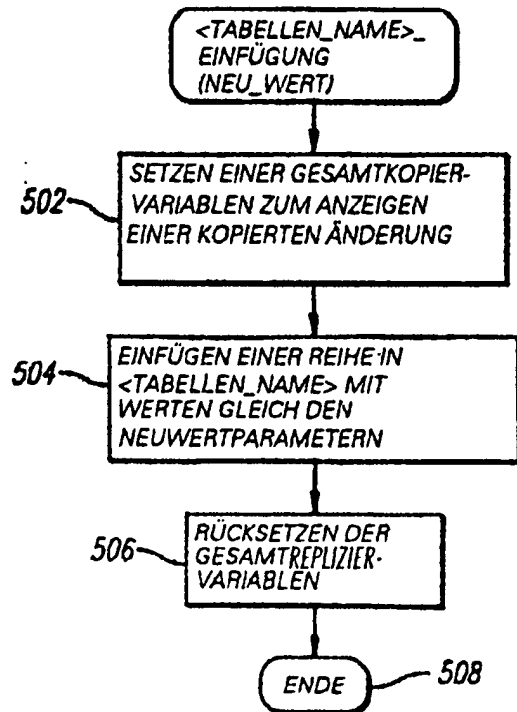 <TABELLEN_NAME>_
EINFÜGUNG
(NEU_WERT)
502
SETZEN EINER GESAMTKOPIER-
VARIABLEN ZUM ANZEIGEN
EINER KOPIERTEN ÄNDERUNG
504
EINFÜGEN EINER REIHE IN
<TABELLEN_NAME> MIT
WERTEN GLEICH DEN
NEUWERTPARAMETERN
506
RÜCKSETZEN DER
GESAMTREPLIZIER-
VARIABLEN
ENDE
508